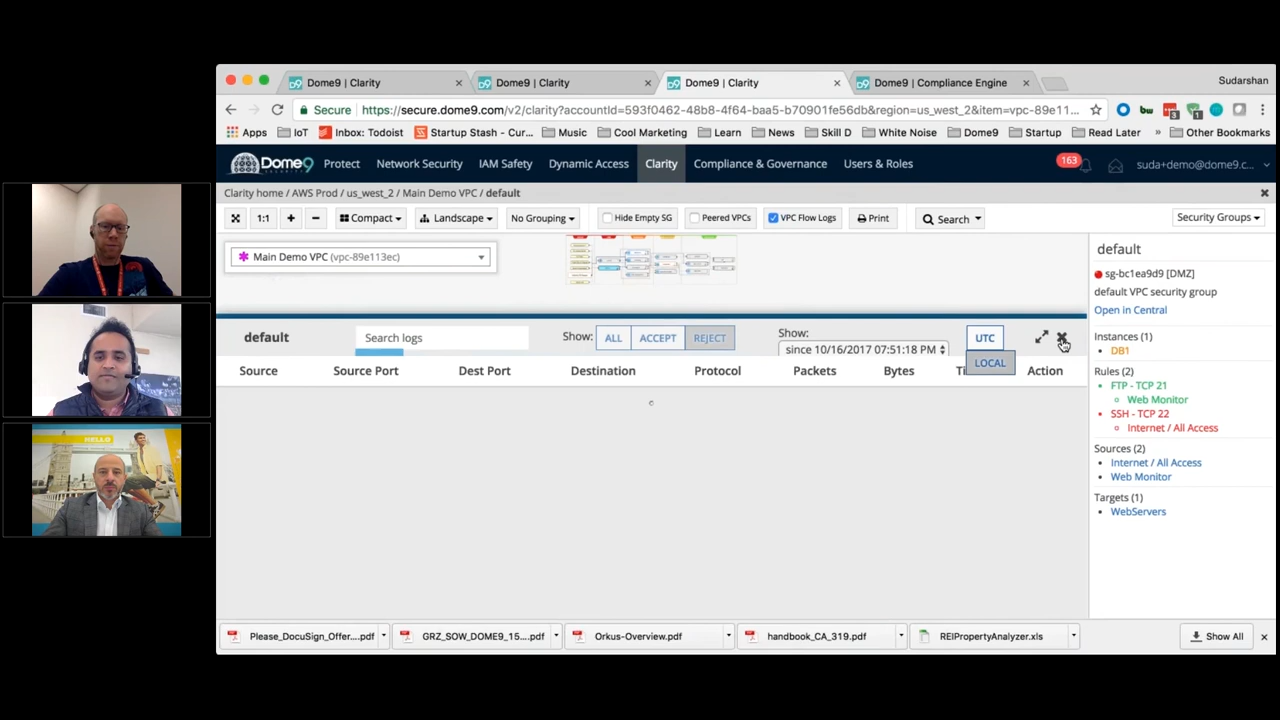 HELLO
Dome9 | Clarity
Dome9 | Clarity
Dome9 | Clarity
Dome9 | Compliance Engine
Sudarshan
Secure https://secure.dome9.com/v2/clarity?accountId=593f0462-48b8-4f64-baa5-b70901fe56db&region=us_west_2&item=vpc-89e11...
Apps IoT Inbox: Todoist Startup Stash - Cur... Music Cool Marketing Learn News Skill D White Noise Dome9 Startup Read Later » Other Bookmarks
Dome9 Protect Network Security IAM Safety Dynamic Access Clarity Compliance & Governance Users & Roles 163 suda+demo@dome9.c...
Clarity home / AWS Prod / us_west_2 / Main Demo VPC / default
1:1 Compact Landscape No Grouping Hide Empty SG Peered VPCs VPC Flow Logs Print Search Security Groups
Main Demo VPC (vpc-89e113ec)
default Search logs Show: ALL ACCEPT REJECT Show: since 10/16/2017 07:51:18 PM UTC
LOCAL
Source Source Port Dest Port Destination Protocol Packets Bytes Action
default
sg-bc1ea9d9 [DMZ]
default VPC security group
Open in Central
Instances (1)
DB1
Rules (2)
FTP - TCP 21
Web Monitor
SSH - TCP 22
Internet / All Access
Sources (2)
Internet / All Access
Web Monitor
Targets (1)
WebServers
Please_DocuSign_Offer....pdf GRZ_SOW_DOME9_15....pdf Orkus-Overview.pdf handbook_CA_319.pdf REIPropertyAnalyzer.xls Show All